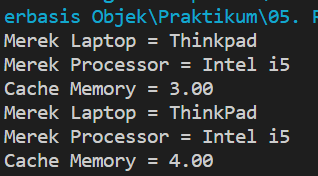 erbasis Objek\Praktikum\05.
Merek Laptop = Thinkpad
Merek Processor = Intel i5
Cache Memory = 3.00
Merek Laptop = ThinkPad
Merek Processor = Intel i5
Cache Memory = 4.00